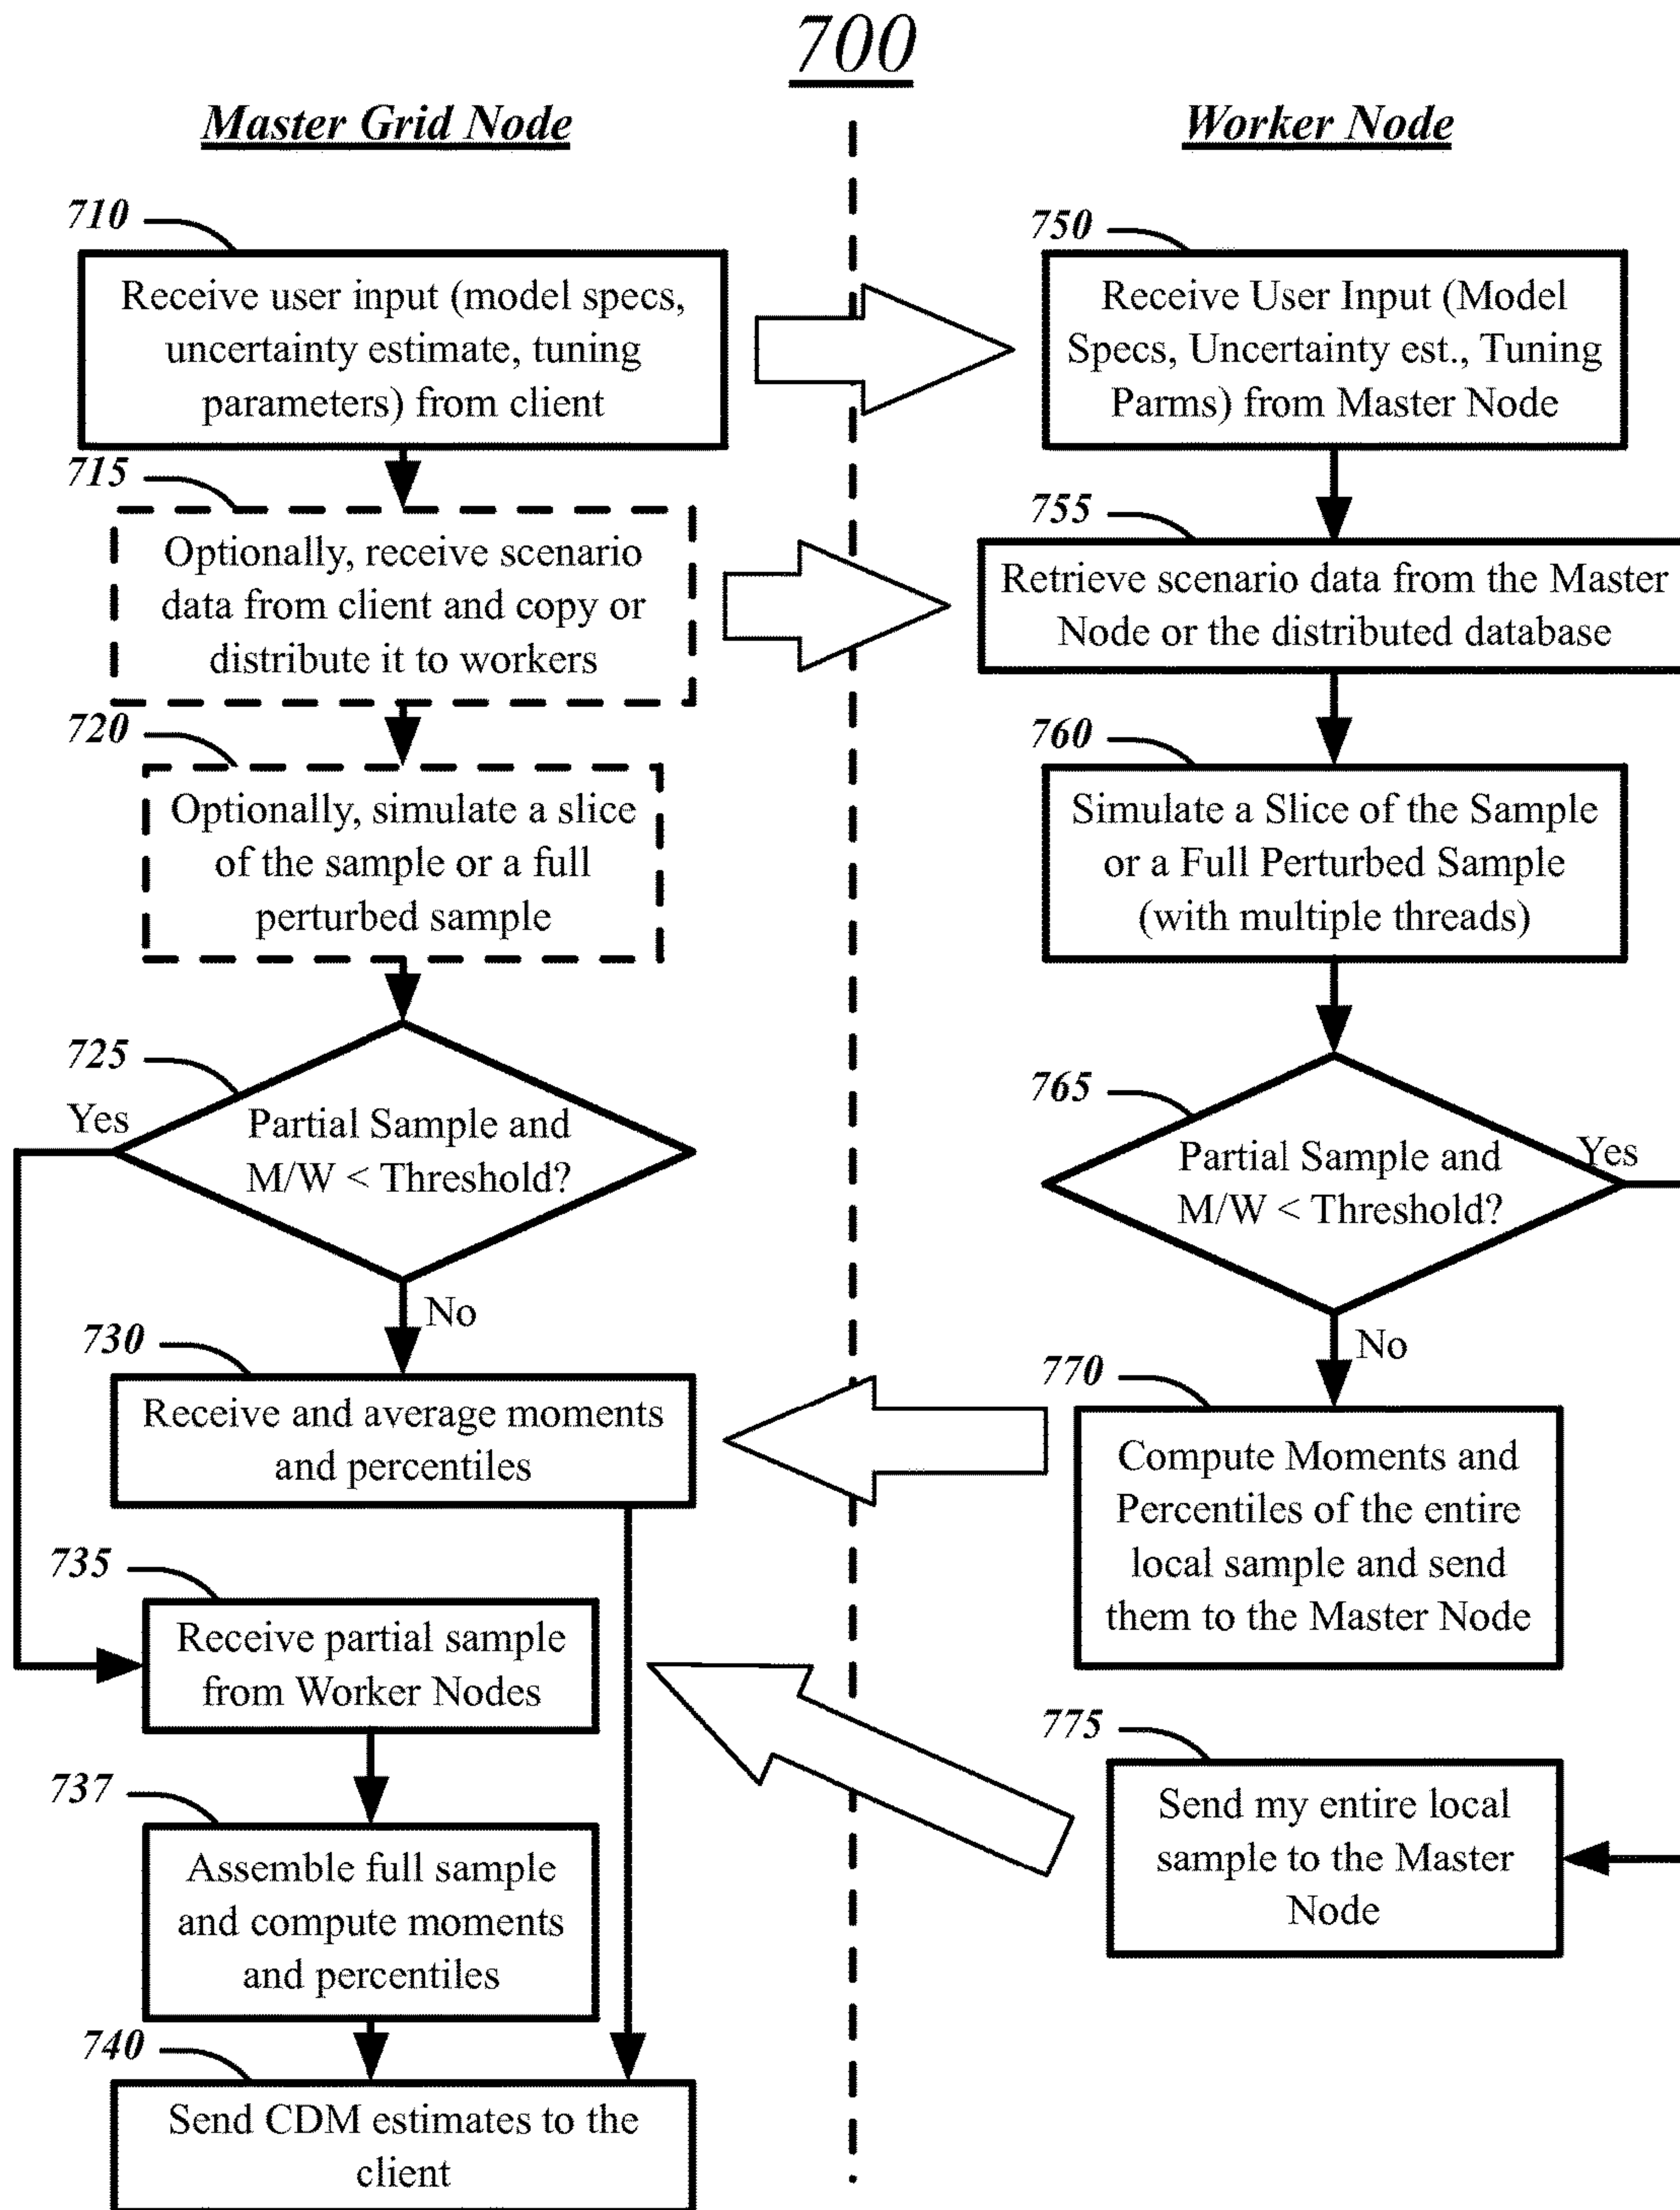 700
Master Grid Node
Worker Node
710
Receive user input (model specs,
uncertainty estimate, tuning
parameters) from client
715
Optionally, receive scenario
data from client and copy or
distribute it to workers
720
Optionally, simulate a slice
of the sample or a full
perturbed sample
725
Yes
Partial Sample and
M/W < Threshold?
No
730
Receive and average moments
and percentiles
735
Receive partial sample
from Worker Nodes
737
Assemble full sample
and compute moments
and percentiles
740
Send CDM estimates to the
client
750
Receive User Input (Model
Specs, Uncertainty est., Tuning
Parms) from Master Node
755
Retrieve scenario data from the Master
Node or the distributed database
760
Simulate a Slice of the Sample
or a Full Perturbed Sample
(with multiple threads)
765
Partial Sample and
M/W < Threshold?
Yes
No
770
Compute Moments and
Percentiles of the entire
local sample and send
them to the Master Node
775
Send my entire local
sample to the Master
Node